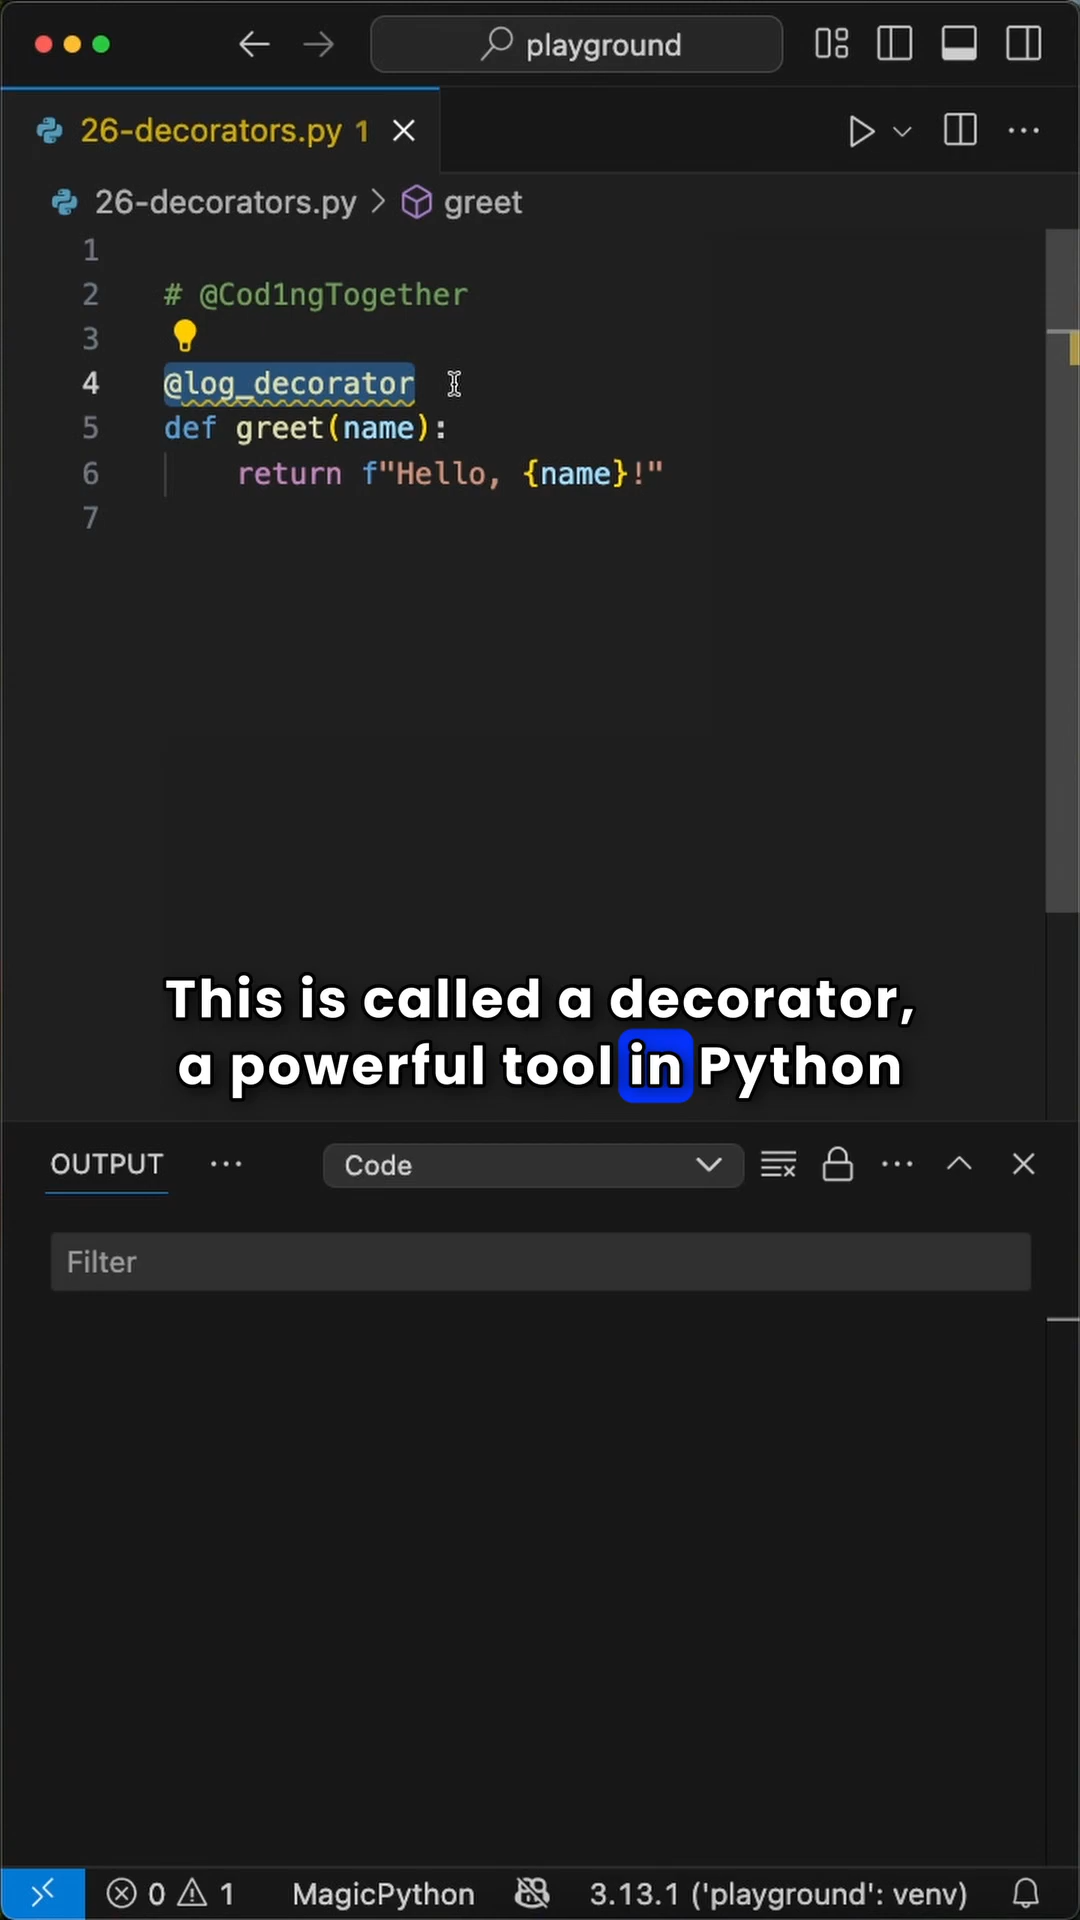 playground
26-decorators.py 1
26-decorators.py > greet
1
2 # @Cod1ngTogether
3
4 @log_decorator
5 def greet(name):
6 return f"Hello, {name}!"
7
This is called a decorator,
a powerful tool in Python
OUTPUT Code
Filter
0 1 MagicPython 3.13.1 ('playground': venv)